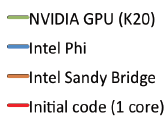 NVIDIA GPU (K20)
Intel Phi
Intel Sandy Bridge
Initial code (1 core)